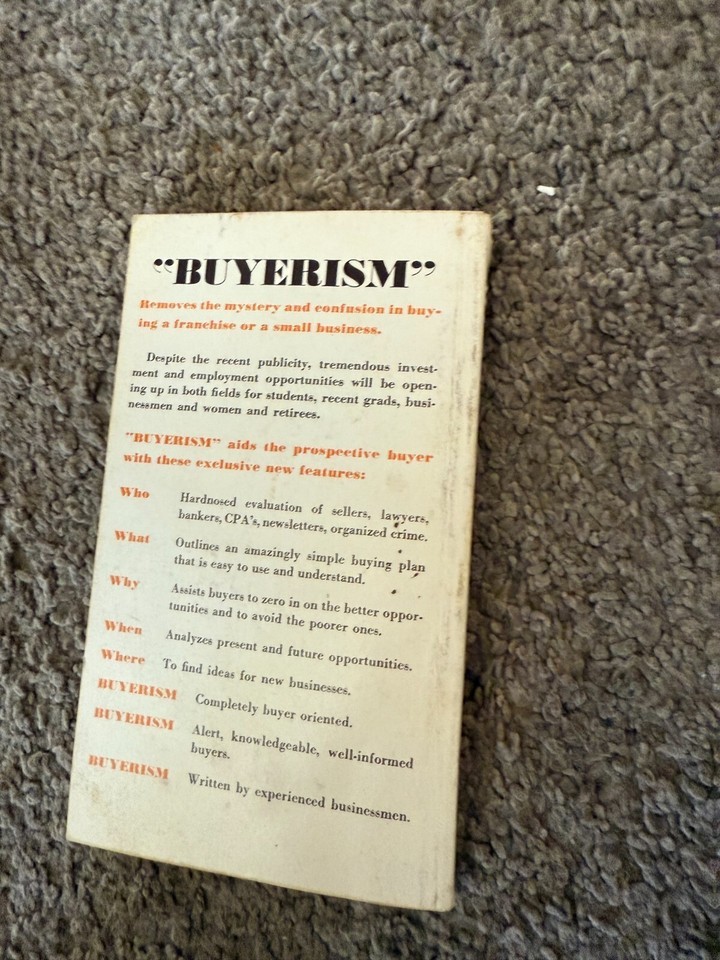 “BUYERISM”
Removes the mystery and confusion in buy-
ing a franchise or a small business.
Despite the recent publicity, tremendous invest-
ment and employment opportunities will be open-
ing up in both fields for students, recent grads, busi-
nessmen and women and retirees.
"BUYERISM" aids the prospective buyer
with these exclusive new features:
Who Hardnosed evaluation of sellers, lawyers,
bankers, CPA's, newsletters, organized crime.
What Outlines an amazingly simple buying plan
that is easy to use and understand.
Why Assists buyers to zero in on the better oppor-
tunities and to avoid the poorer ones.
When Analyzes present and future opportunities.
Where To find ideas for new businesses.
BUYERISM Completely buyer oriented.
BUYERISM Alert, knowledgeable, well-informed
buyers.
BUYERISM Written by experienced businessmen.